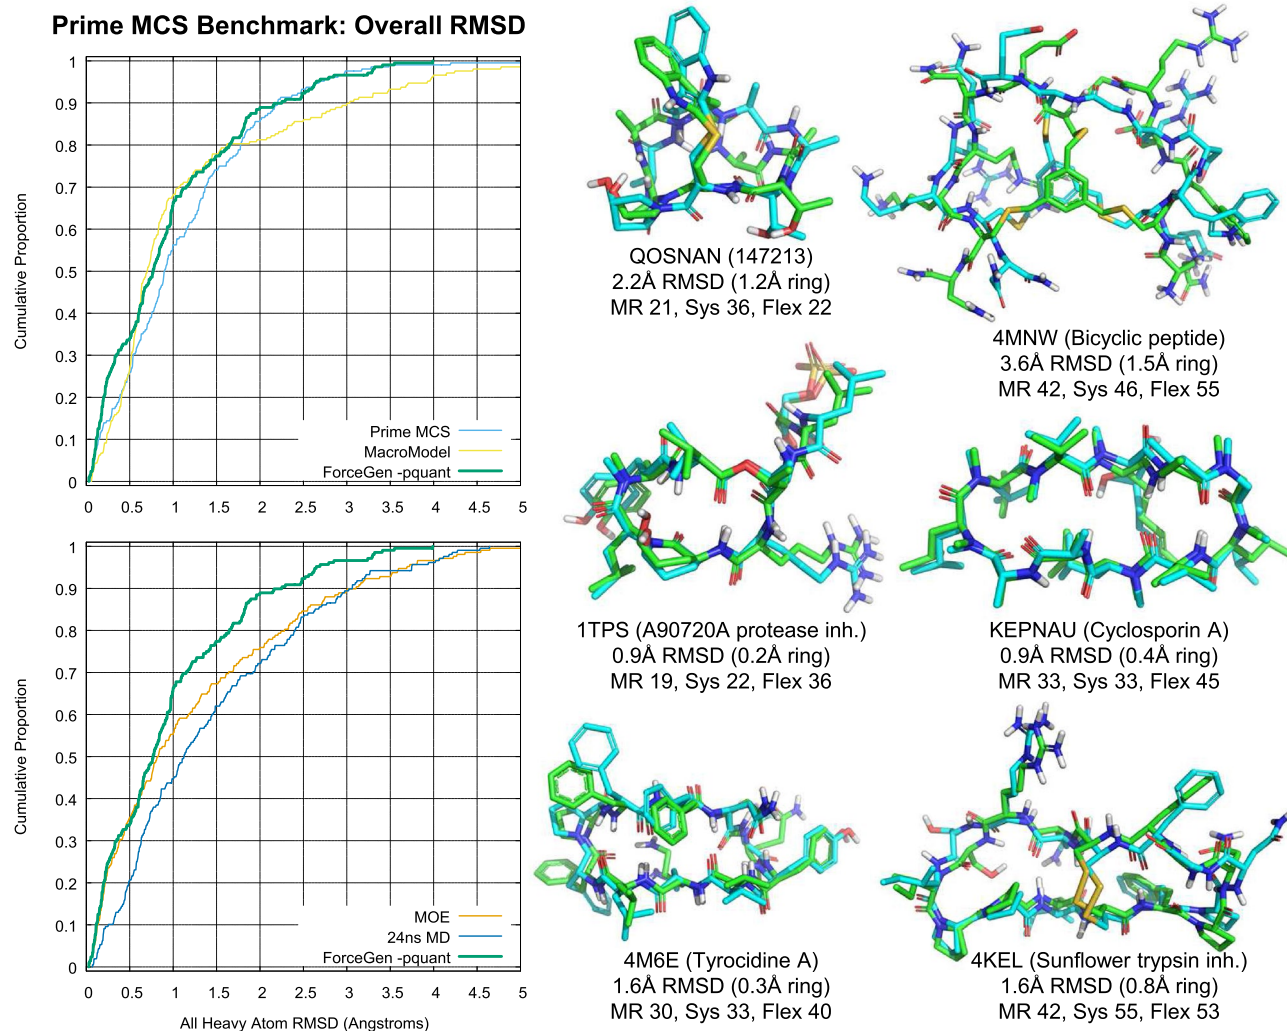 Prime MCS Benchmark: Overall RMSD
Cumulative Proportion
1
0.9
0.8
0.7
0.6
0.5
0.4
0.3
0.2
0.1
0
Prime MCS
MacroModel
ForceGen -pquant
0 0.5 1 1.5 2 2.5 3 3.5 4 4.5 5
Cumulative Proportion
1
0.9
0.8
0.7
0.6
0.5
0.4
0.3
0.2
0.1
0
MOE
24ns MD
ForceGen -pquant
0 0.5 1 1.5 2 2.5 3 3.5 4 4.5 5
All Heavy Atom RMSD (Angstroms)
QOSNAN (147213)
2.2Å RMSD (1.2Å ring)
MR 21, Sys 36, Flex 22
4MNW (Bicyclic peptide)
3.6Å RMSD (1.5Å ring)
MR 42, Sys 46, Flex 55
1TPS (A90720A protease inh.)
0.9Å RMSD (0.2Å ring)
MR 19, Sys 22, Flex 36
KEPNAU (Cyclosporin A)
0.9Å RMSD (0.4Å ring)
MR 33, Sys 33, Flex 45
4M6E (Tyrocidine A)
1.6Å RMSD (0.3Å ring)
MR 30, Sys 33, Flex 40
4KEL (Sunflower trypsin inh.)
1.6Å RMSD (0.8Å ring)
MR 42, Sys 55, Flex 53